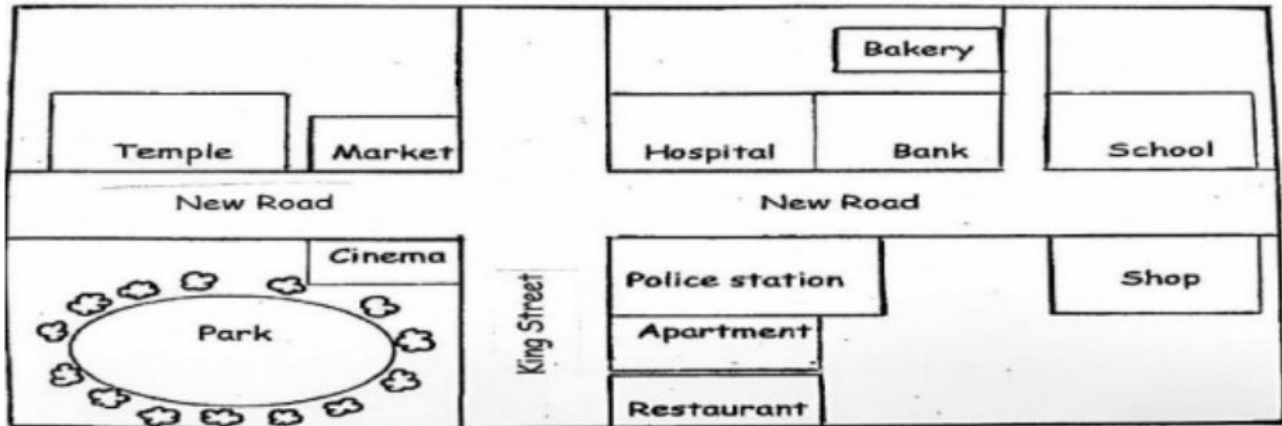 Bakery
Temple
Market
Hospital
Bank
School
New Road
New Road
Cinema
Police station
Shop
Park
King Street
Apartment
Restaurant